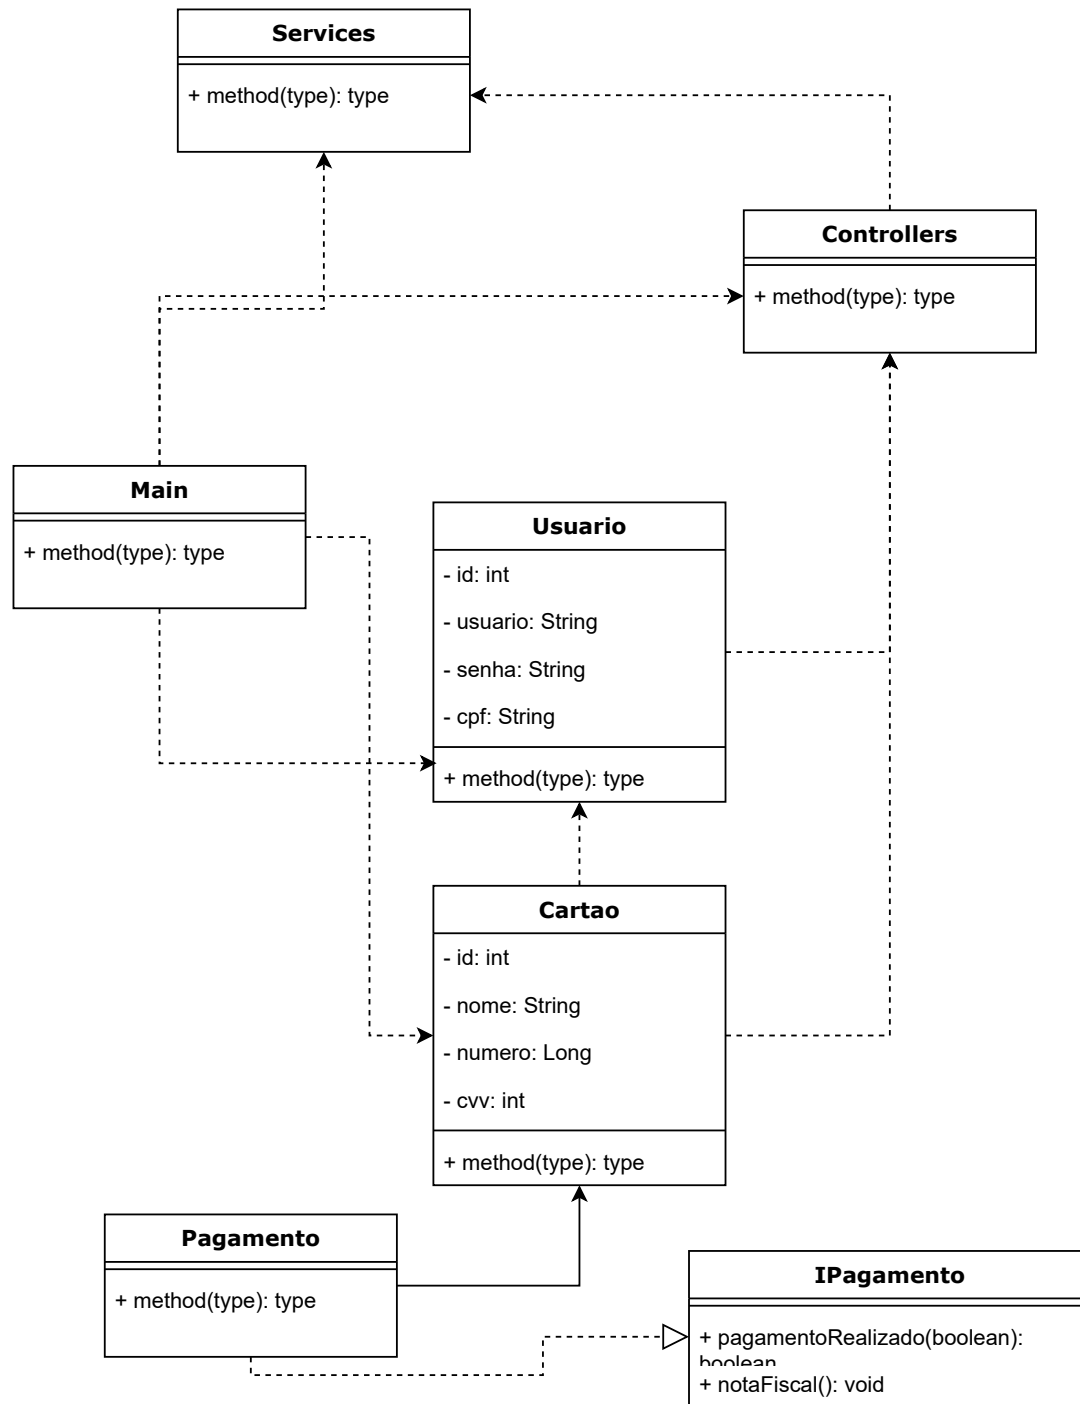 Services
+ method(type): type
Controllers
+ method(type): type
Main
+ method(type): type
Usuario
- id: int
- usuario: String
- senha: String
- cpf: String
+ method(type): type
Cartao
- id: int
- nome: String
- numero: Long
- cvv: int
+ method(type): type
Pagamento
+ method(type): type
IPagamento
+ pagamentoRealizado(boolean):
boolean
+ notaFiscal(): void